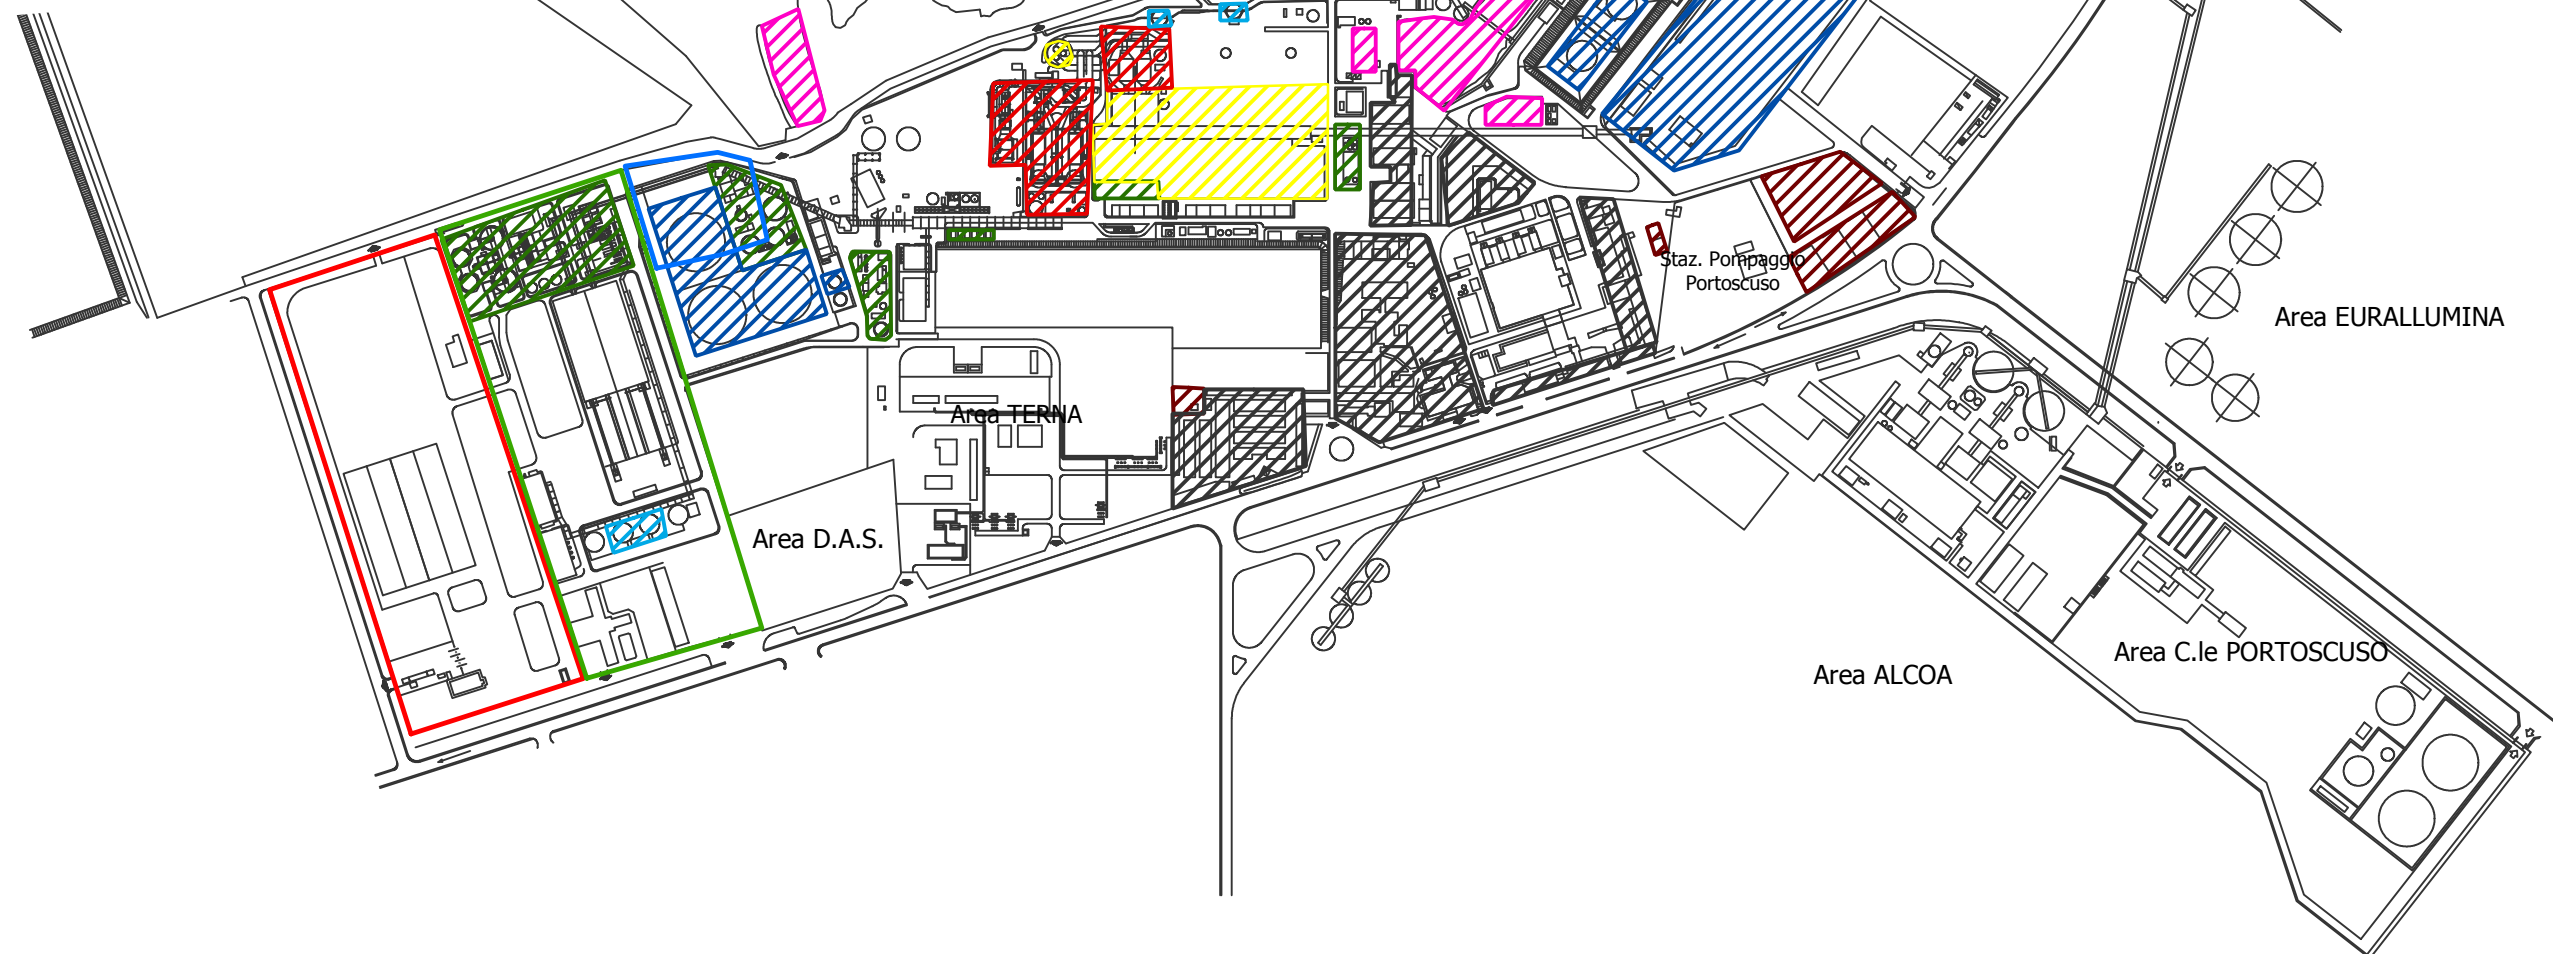 Staz. Pompaggio
Portoscuso
Area EURALLUMINA
Area TERNA
Area D.A.S.
Area C.le PORTOSCUSO
Area ALCOA